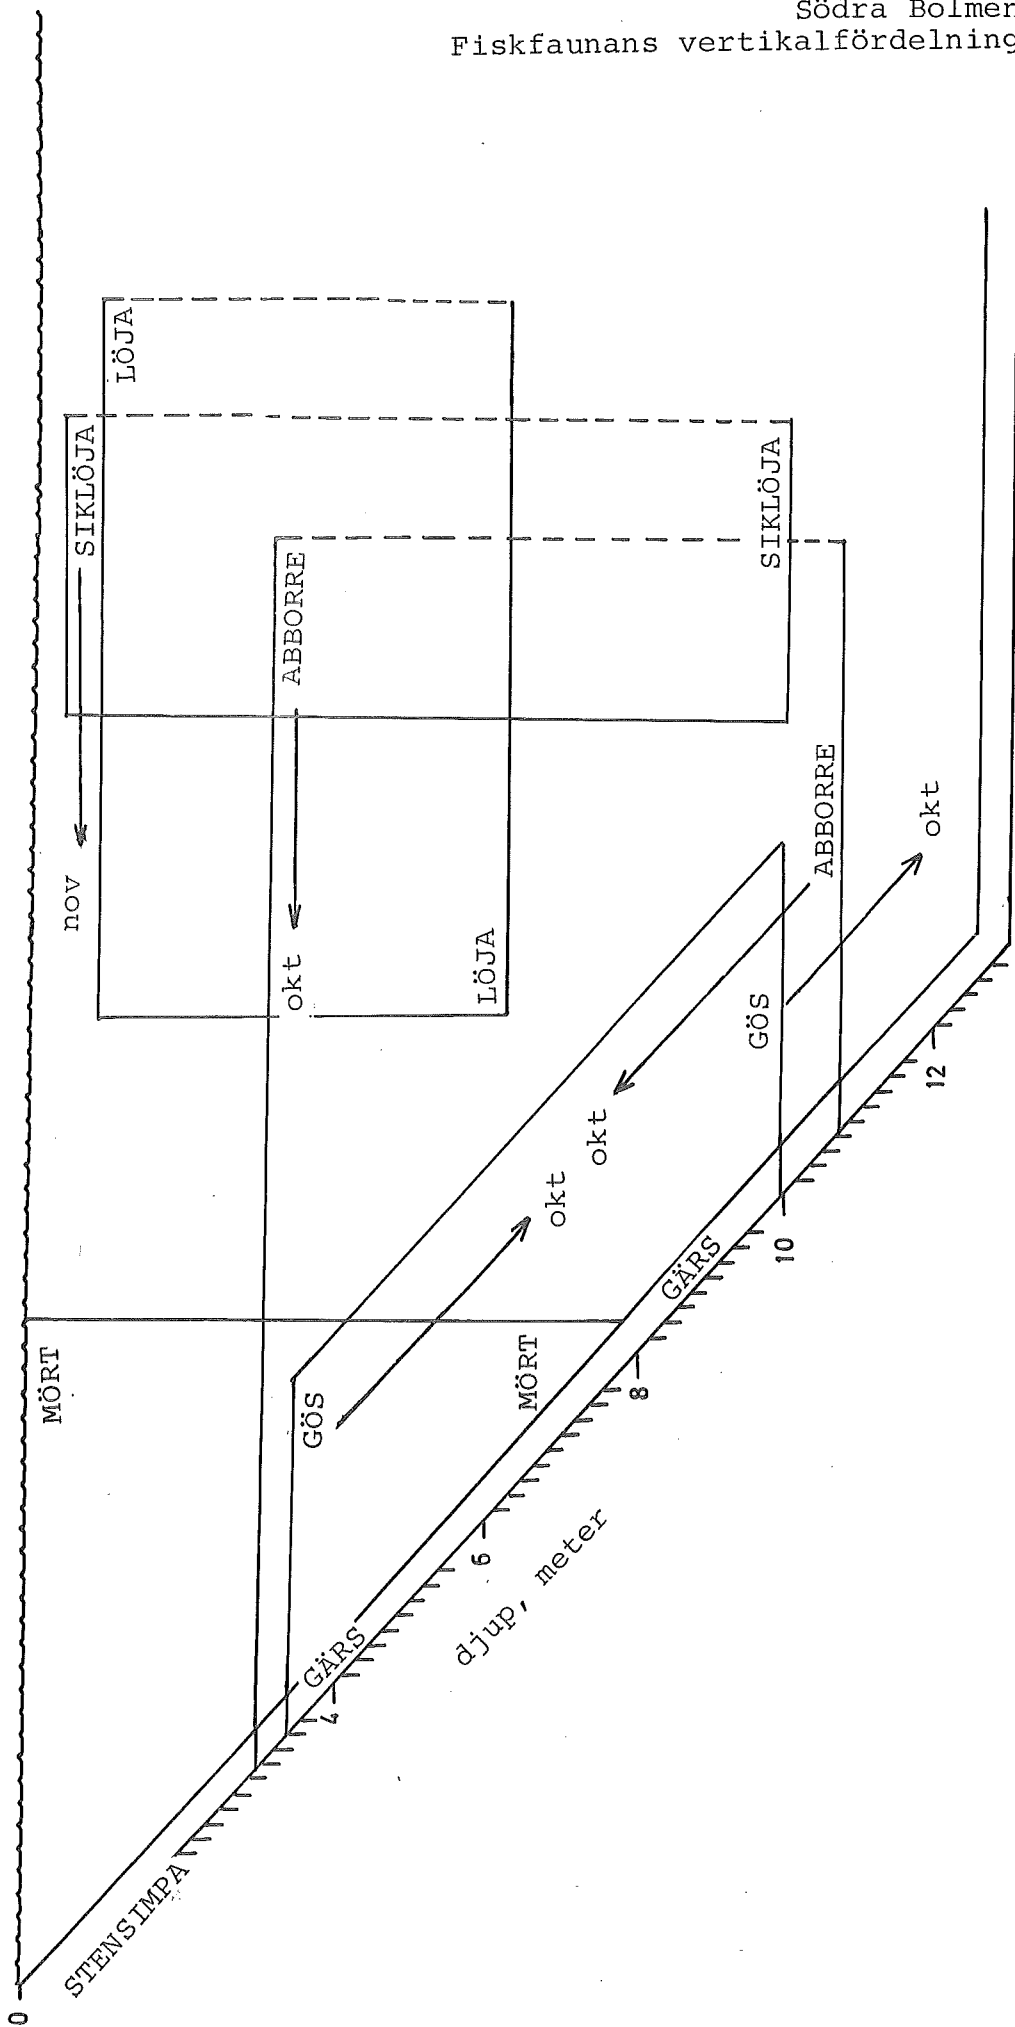 Södra Bolmen
Fiskfaunans vertikalfördelning
0
STENSIMPA
MÖRT
nov
SIKLÖJA
LÖJA
okt
ABBORRE
GÖS
LÖJA
SIKLÖJA
MÖRT
okt
okt
GÖS
ABBORRE
okt
GÄRS
GÄRS
4
6
8
10
12
djup, meter